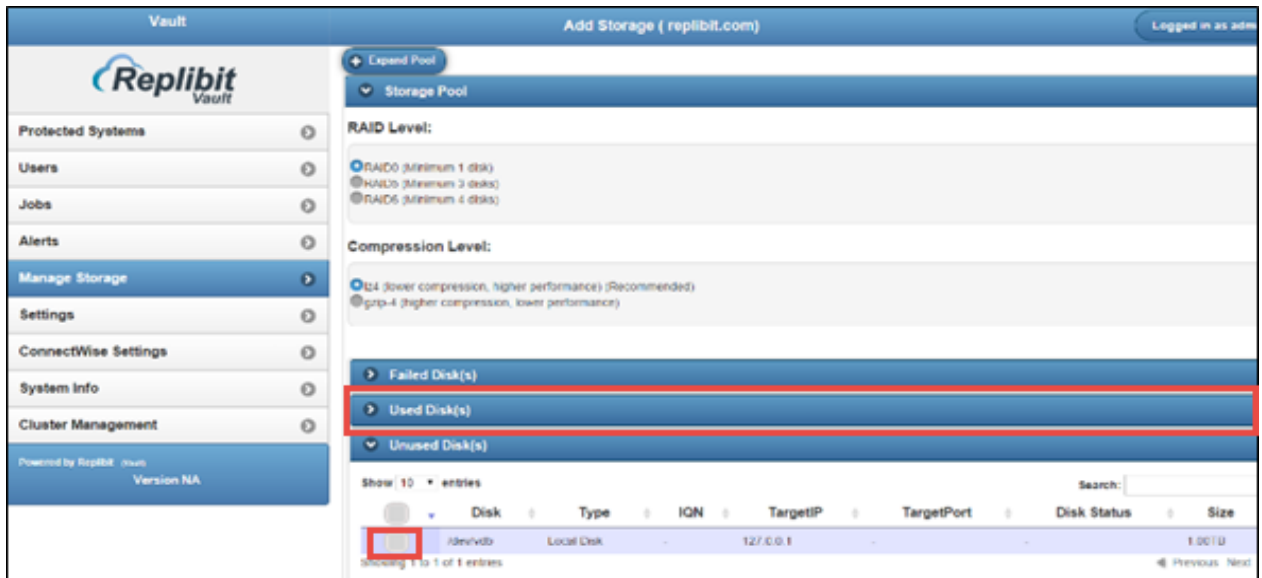 Vault
Add Storage ( replibit.com)
Logged in as adm
Replibit
Vault
Protected Systems
Users
Jobs
Alerts
Manage Storage
Settings
ConnectWise Settings
System Info
Cluster Management
Powered by Replibit (Vault)
Version NA
Expand Pool
Storage Pool
RAID Level:
RAID0 (Minimum 1 disk)
RAID5 (Minimum 3 disks)
RAID6 (Minimum 4 disks)
Compression Level:
lz4 (lower compression, higher performance) (Recommended)
gzip-4 (higher compression, lower performance)
Failed Disk(s)
Used Disk(s)
Unused Disk(s)
Show 10 entries
Search:
Disk Type IQN TargetIP TargetPort Disk Status Size
/dev/vdb Local Disk - 127.0.0.1 - - 1.00TB
Showing 1 to 1 of 1 entries
Previous Next